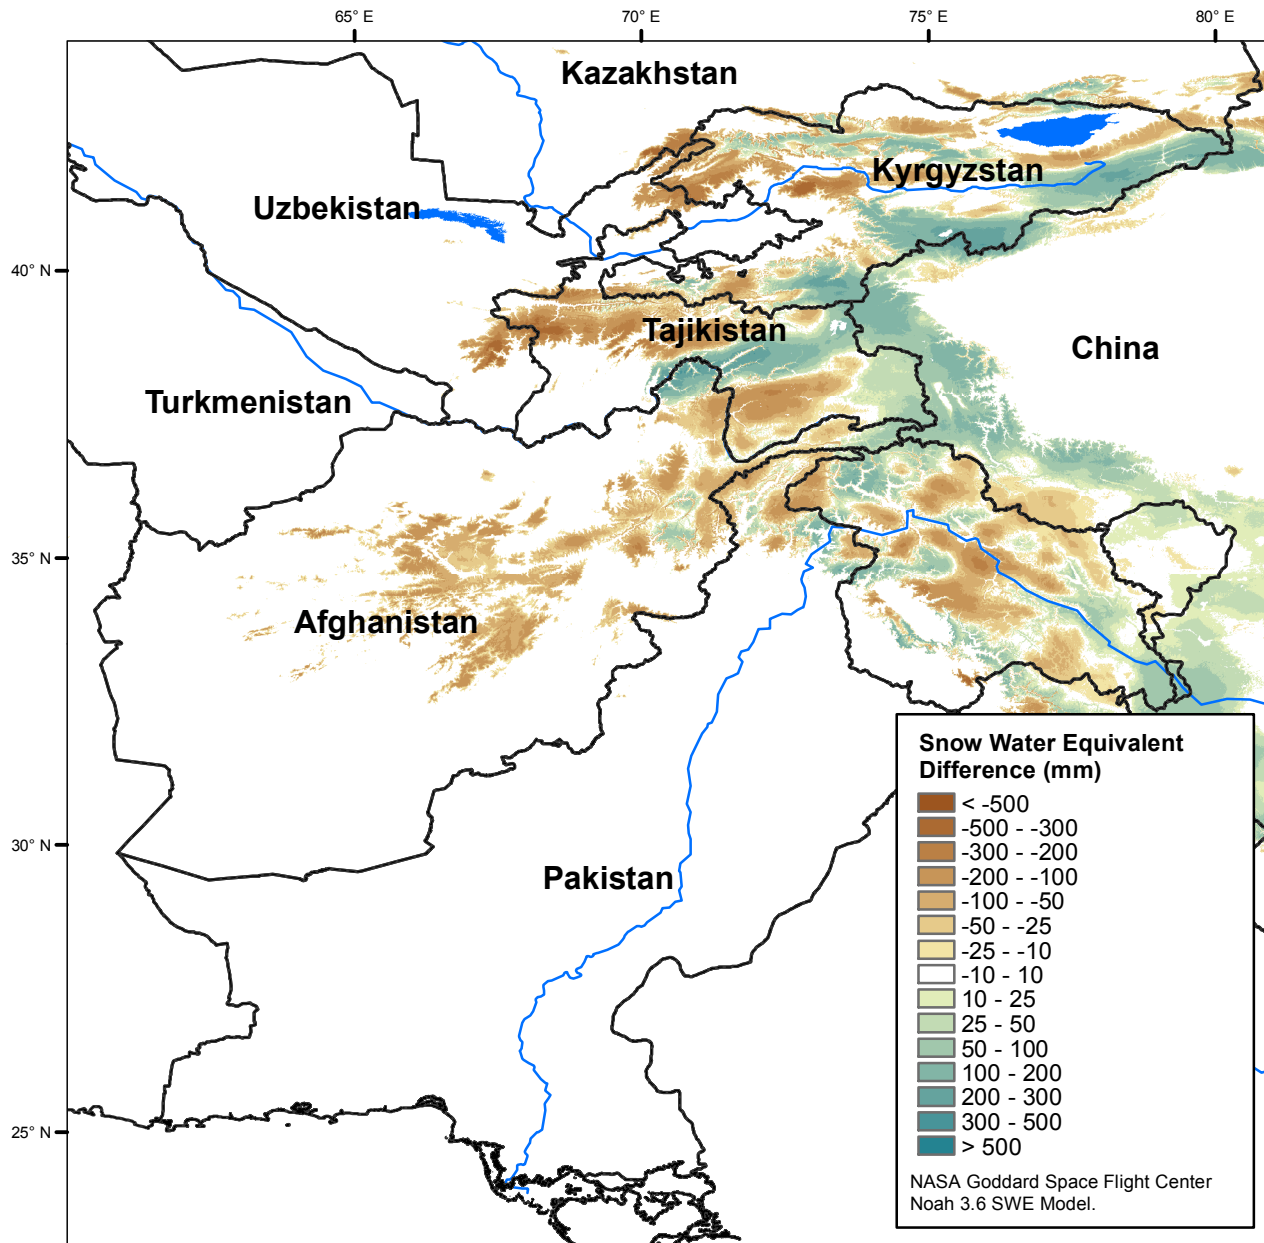 65° E
70° E
75° E
80° E
Kazakhstan
Kyrgyzstan
Uzbekistan
40° N
Tajikistan
China
Turkmenistan
35° N
Afghanistan
Snow Water Equivalent
Difference (mm)
< -500
-500 - -300
-300 - -200
-200 - -100
-100 - -50
-50 - -25
-25 - -10
-10 - 10
10 - 25
25 - 50
50 - 100
100 - 200
200 - 300
300 - 500
> 500
NASA Goddard Space Flight Center
Noah 3.6 SWE Model.
30° N
Pakistan
25° N